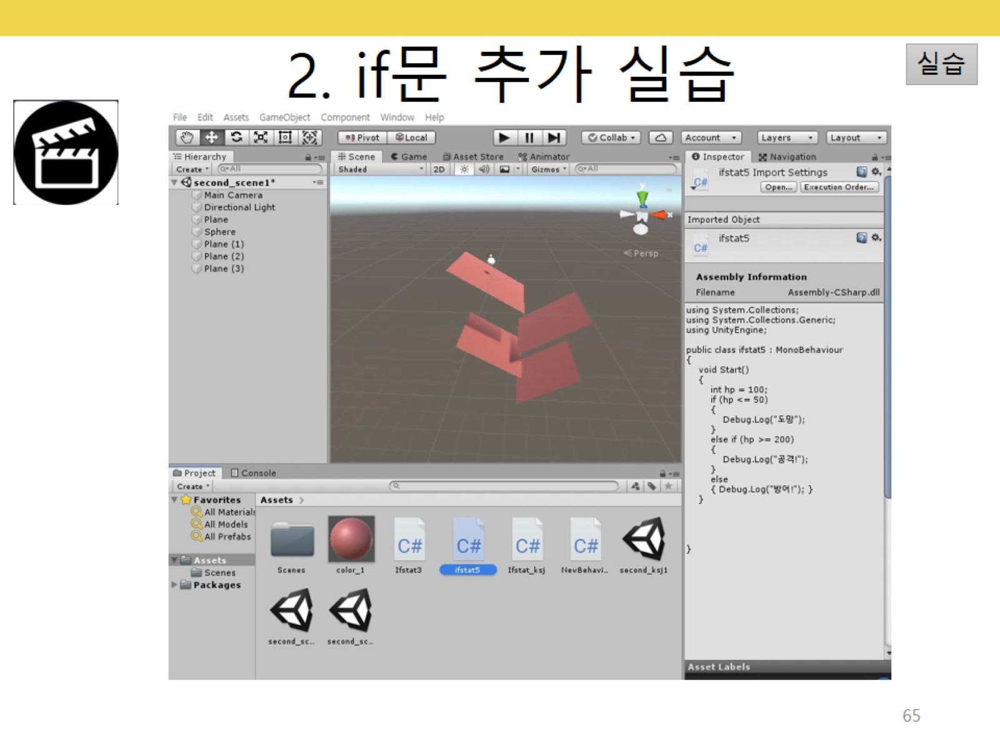 2. if문 추가 실습
실습
File Edit Assets GameObject Component Window Help
Pivot Local Collab Account Layers Layout
Hierarchy
Create All
second_scene1*
Main Camera
Directional Light
Plane
Sphere
Plane (1)
Plane (2)
Plane (3)
Scene Game Asset Store Animator
Shaded 2D Gizmos All
y
x
Persp
Inspector Navigation
C# ifstat5 Import Settings
Open... Execution Order...
Imported Object
C# ifstat5
Assembly Information
Filename Assembly-CSharp.dll
using System.Collections;
using System.Collections.Generic;
using UnityEngine;
public class ifstat5 : MonoBehaviour
{
void Start()
{
int hp = 100;
if (hp <= 50)
{
Debug.Log("도망");
}
else if (hp >= 200)
{
Debug.Log("공격!");
}
else
{ Debug.Log("방어!"); }
}
}
Asset Labels
Project Console
Create
Favorites
All Materials
All Models
All Prefabs
Assets
Scenes
Packages
Assets >
C# C# C# C#
Scenes color_1 Ifstat3 ifstat5 Ifstat_ksj NewBehavi... second_ksj1
second_sc... second_sc...
65